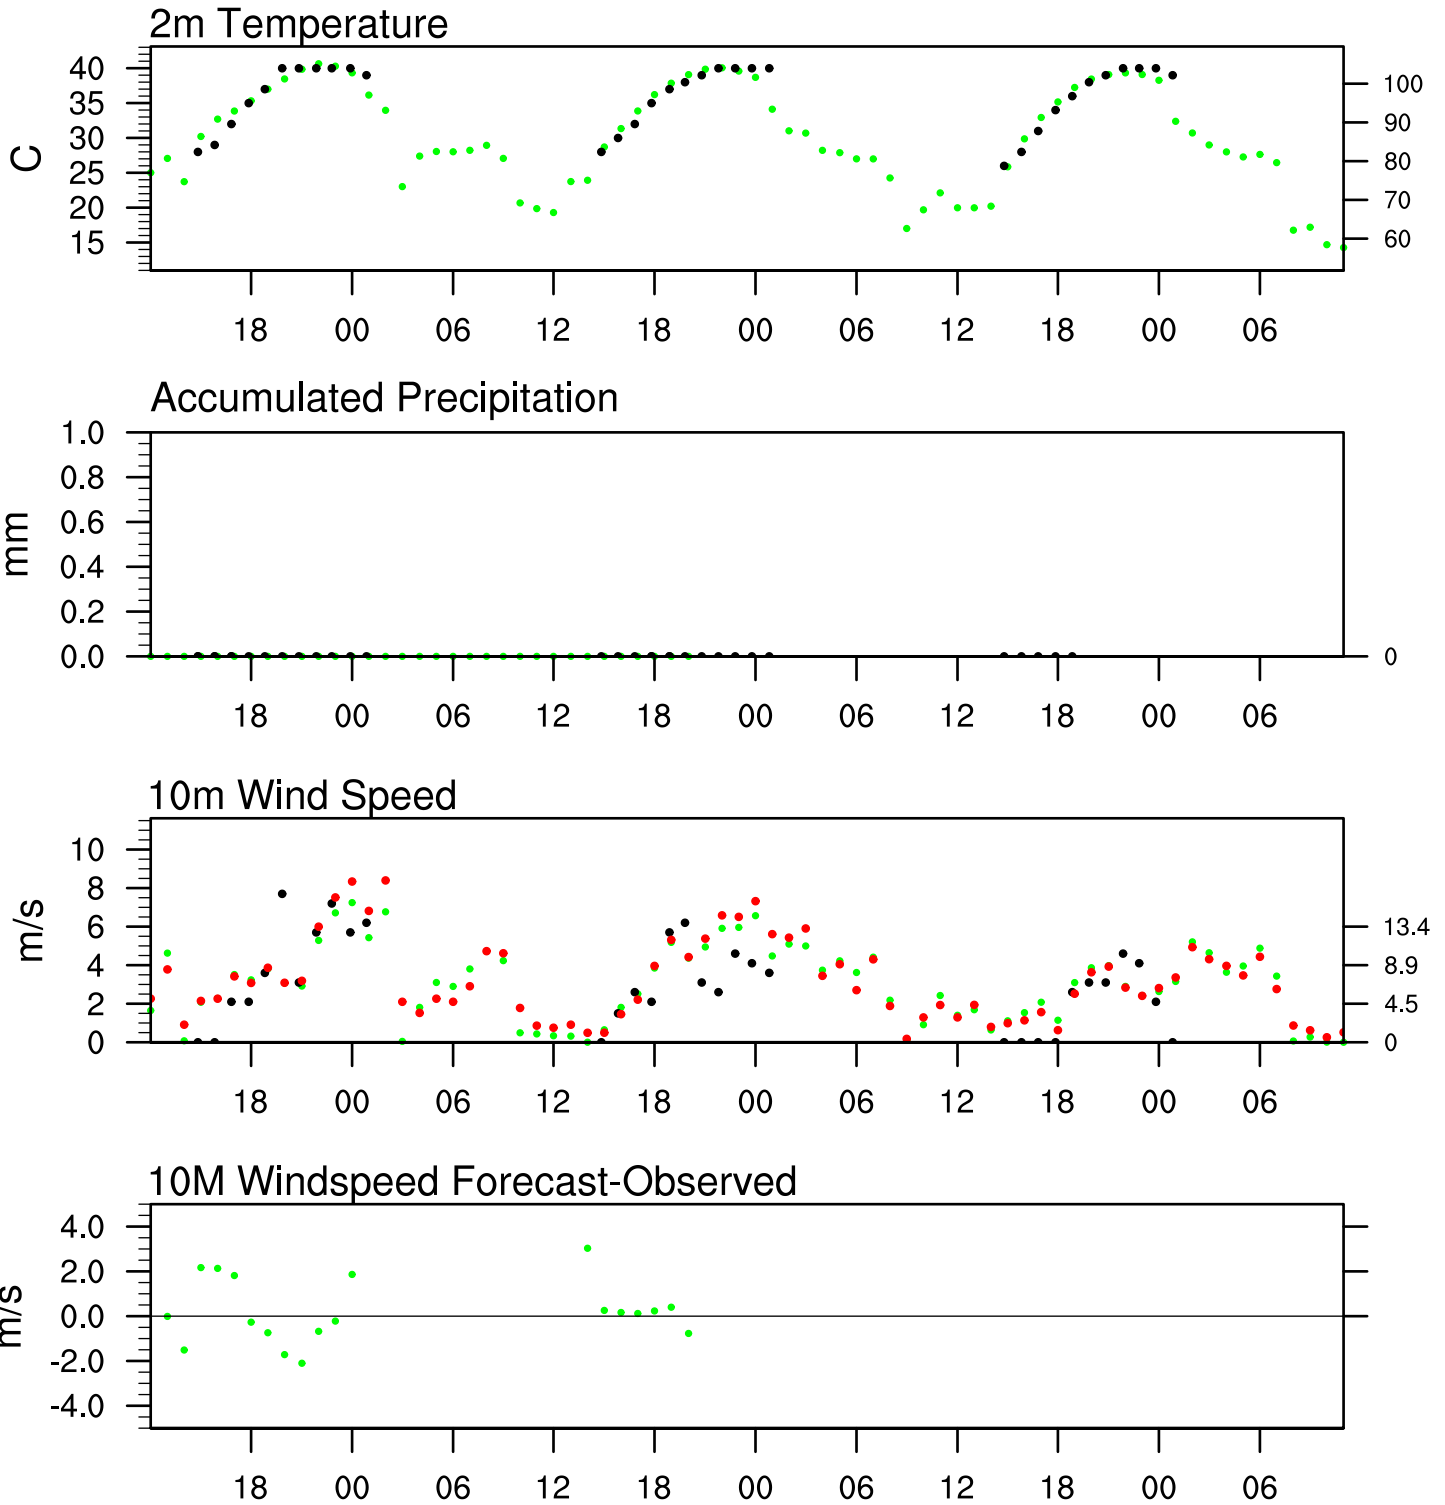 2m Temperature
40
35
30
25
20
15
C
100
90
80
70
60
18 00 06 12 18 00 06 12 18 00 06
Accumulated Precipitation
1.0
0.8
0.6
0.4
0.2
0.0
mm
0
18 00 06 12 18 00 06 12 18 00 06
10m Wind Speed
10
8
6
4
2
0
m/s
13.4
8.9
4.5
0
18 00 06 12 18 00 06 12 18 00 06
10M Windspeed Forecast-Observed
4.0
2.0
0.0
-2.0
-4.0
m/s
18 00 06 12 18 00 06 12 18 00 06